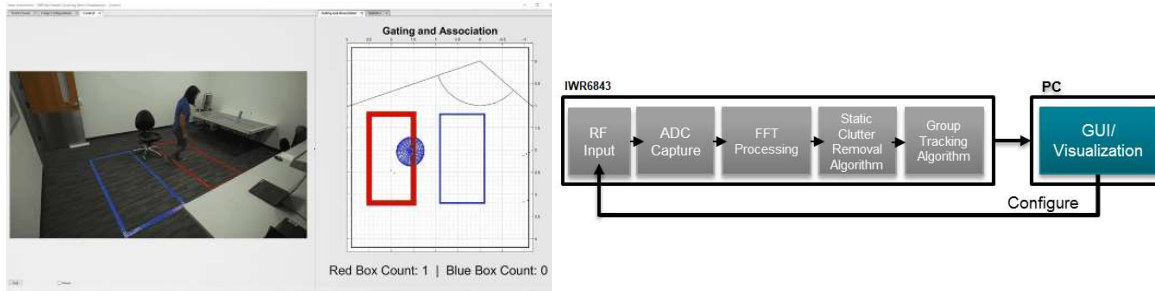 Gating and Association
Red Box Count: 1 | Blue Box Count: 0
IWR6843
RF
Input
ADC
Capture
FFT
Processing
Static
Clutter
Removal
Algorithm
Group
Tracking
Algorithm
PC
GUI/
Visualization
Configure